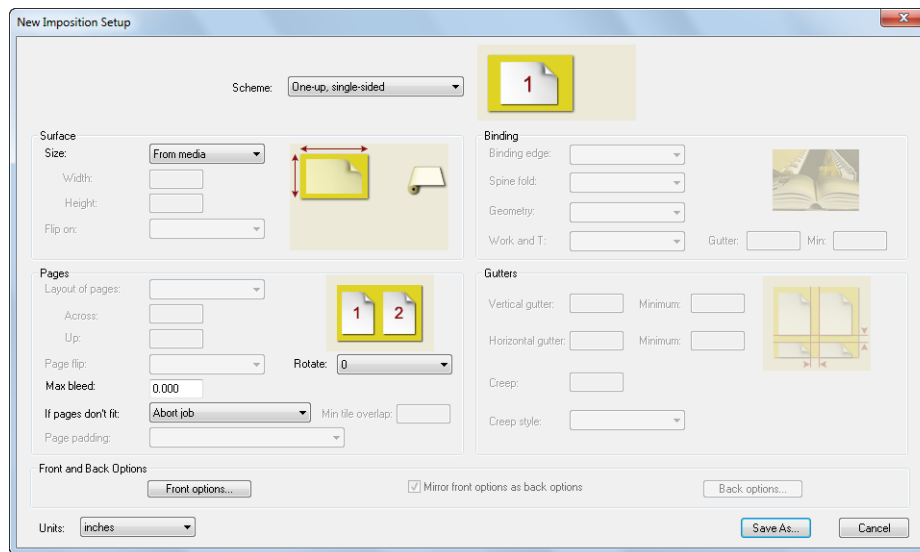 New Imposition Setup
Scheme: One-up, single-sided
1
Surface
Size: From media
Width:
Height:
Flip on:
Binding
Binding edge:
Spine fold:
Geometry:
Work and T: Gutter: Min:
Pages
Layout of pages:
Across:
Up:
1 2
Page flip: Rotate: 0
Max bleed: 0.000
If pages don't fit: Abort job Min tile overlap:
Page padding:
Gutters
Vertical gutter: Minimum:
Horizontal gutter: Minimum:
Creep:
Creep style:
Front and Back Options
Front options... Mirror front options as back options Back options...
Units: inches Save As... Cancel